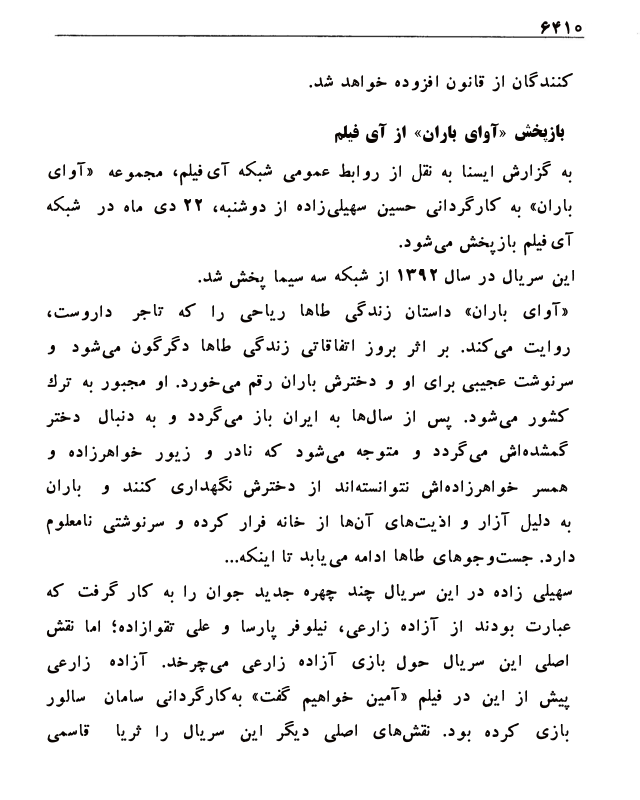 ۶۴۱۰
کنندگان از قانون افزوده خواهد شد.
بازپخش «آوای باران» از آی فیلم
به گزارش ایسنا به نقل از روابط عمومی شبکه آی‌فیلم، مجموعه «آوای
باران» به کارگردانی حسین سهیلی‌زاده از دوشنبه، ۲۲ دی ماه در شبکه
آی‌فیلم بازپخش می‌شود.
این سریال در سال ۱۳۹۲ از شبکه سه سیما پخش شد.
«آوای باران» داستان زندگی طاها ریاحی را که تاجر داروست،
روایت می‌کند. بر اثر بروز اتفاقاتی زندگی طاها دگرگون می‌شود و
سرنوشت عجیبی برای او و دخترش باران رقم می‌خورد. او مجبور به ترك
کشور می‌شود. پس از سال‌ها به ایران باز می‌گردد و به دنبال دختر
گمشده‌اش می‌گردد و متوجه می‌شود که نادر و زیور خواهرزاده و
همسر خواهرزاده‌اش نتوانسته‌اند از دخترش نگهداری کنند و باران
به دلیل آزار و اذیت‌های آن‌ها از خانه فرار کرده و سرنوشتی نامعلوم
دارد. جست‌وجوهای طاها ادامه می‌یابد تا اینکه...
سهیلی زاده در این سریال چند چهره جدید جوان را به کار گرفت که
عبارت بودند از آزاده زارعی، نیلوفر پارسا و علی تقوازاده؛ اما نقش
اصلی این سریال حول بازی آزاده زارعی می‌چرخد. آزاده زارعی
پیش از این در فیلم «آمین خواهیم گفت» به‌کارگردانی سامان سالور
بازی کرده بود. نقش‌های اصلی دیگر این سریال را ثریا قاسمی